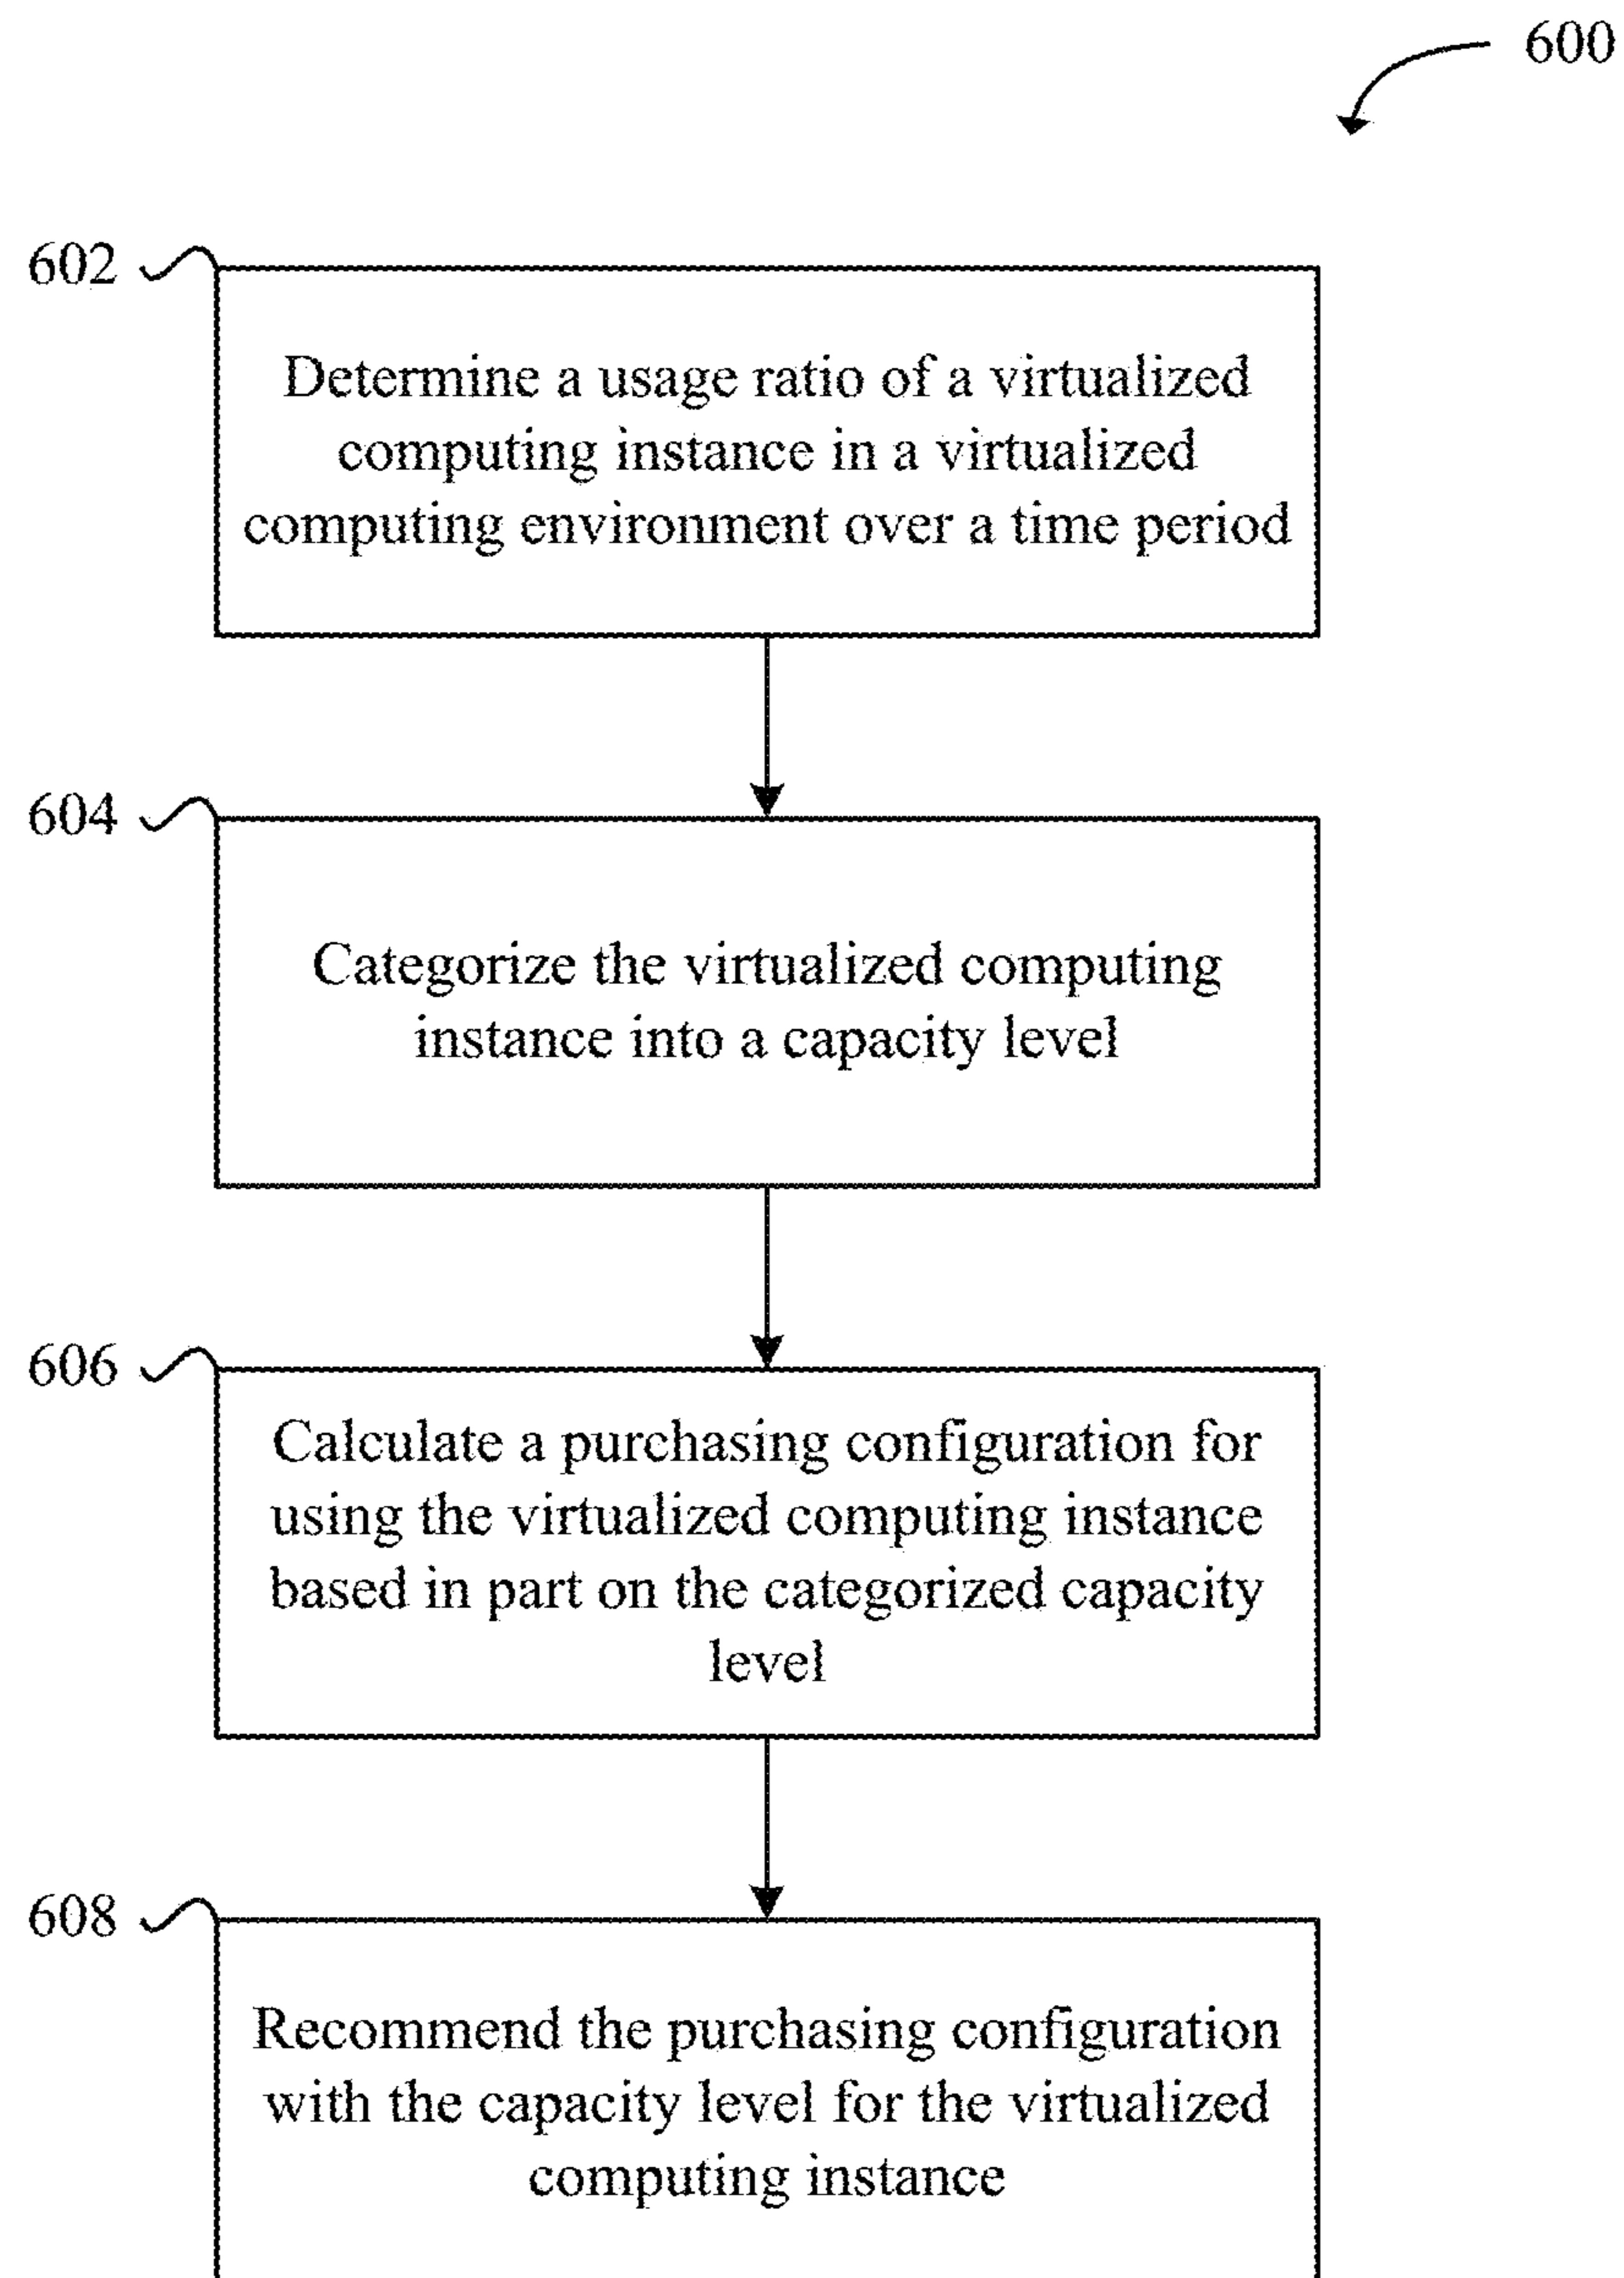 600
602
Determine a usage ratio of a virtualized
computing instance in a virtualized
computing environment over a time period
604
Categorize the virtualized computing
instance into a capacity level
606
Calculate a purchasing configuration for
using the virtualized computing instance
based in part on the categorized capacity
level
608
Recommend the purchasing configuration
with the capacity level for the virtualized
computing instance